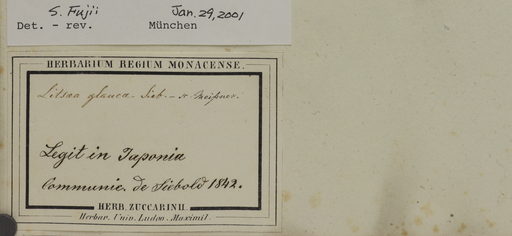 S. Fujii Jan. 29, 2001
Det. - rev. München
HERBARIUM REGIUM MONACENSE.
Litsea glauca Sieb. - Meissner.
Legit in Japonia
Communic. de Siebold 1842.
HERB. ZUCCARINII.
Herbar. Univ. Ludov. Maximil.